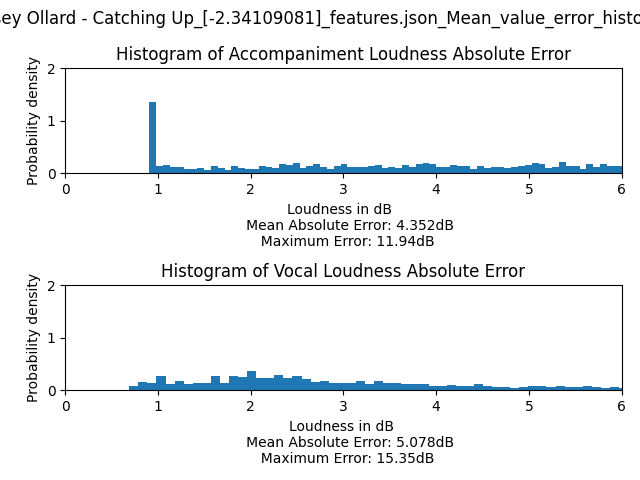 sey Ollard - Catching Up_[-2.34109081]_features.json_Mean_value_error_histo
Histogram of Accompaniment Loudness Absolute Error
Probability density
2
1
0
0 1 2 3 4 5 6
Loudness in dB
Mean Absolute Error: 4.352dB
Maximum Error: 11.94dB
Histogram of Vocal Loudness Absolute Error
Probability density
2
1
0
0 1 2 3 4 5 6
Loudness in dB
Mean Absolute Error: 5.078dB
Maximum Error: 15.35dB